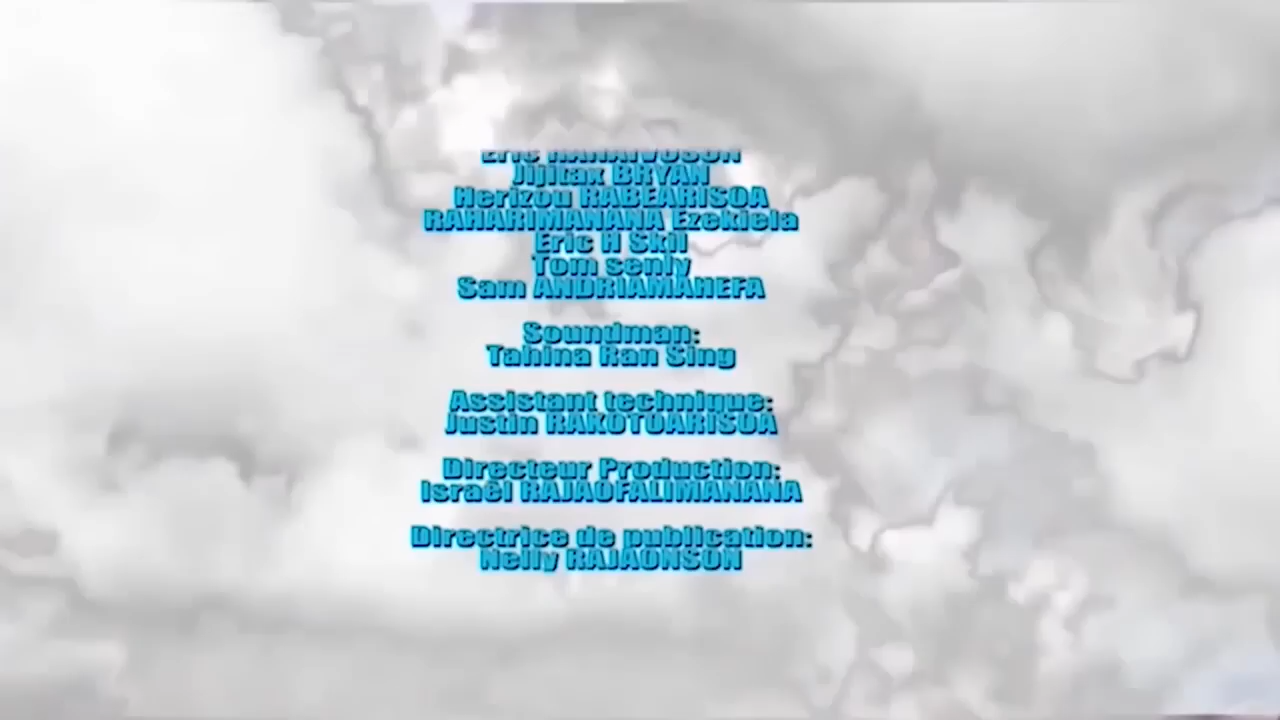 Eric
Jijitax BRYAN
Herizou RABEARISOA
RAHARIMANANA Ezekiela
Eric H Skil
Tom senly
Sam ANDRIAMAHEFA
Soundman:
Tahina Ran Sing
Assistant technique:
Justin RAKOTOARISOA
Directeur Production:
Israël RAJAOFALIMANANA
Directrice de publication:
Nelly RAJAONSON